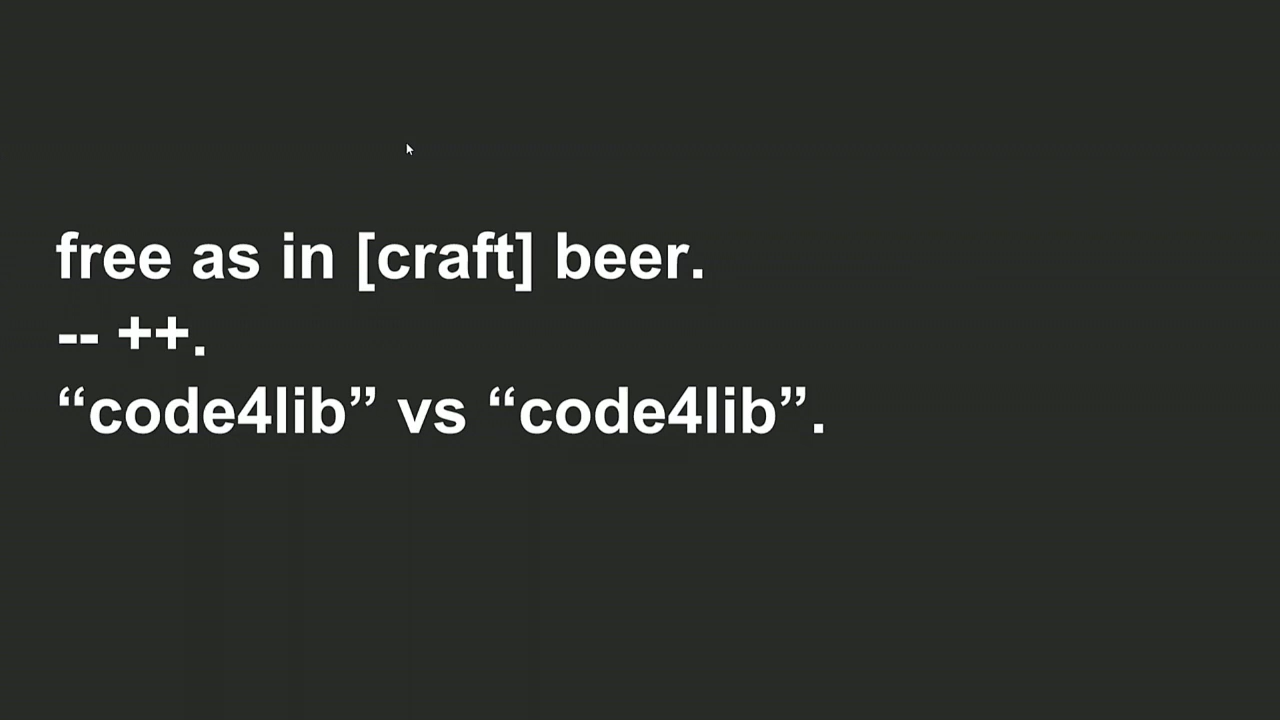 free as in [craft] beer.
-- ++.
“code4lib” vs “code4lib”.